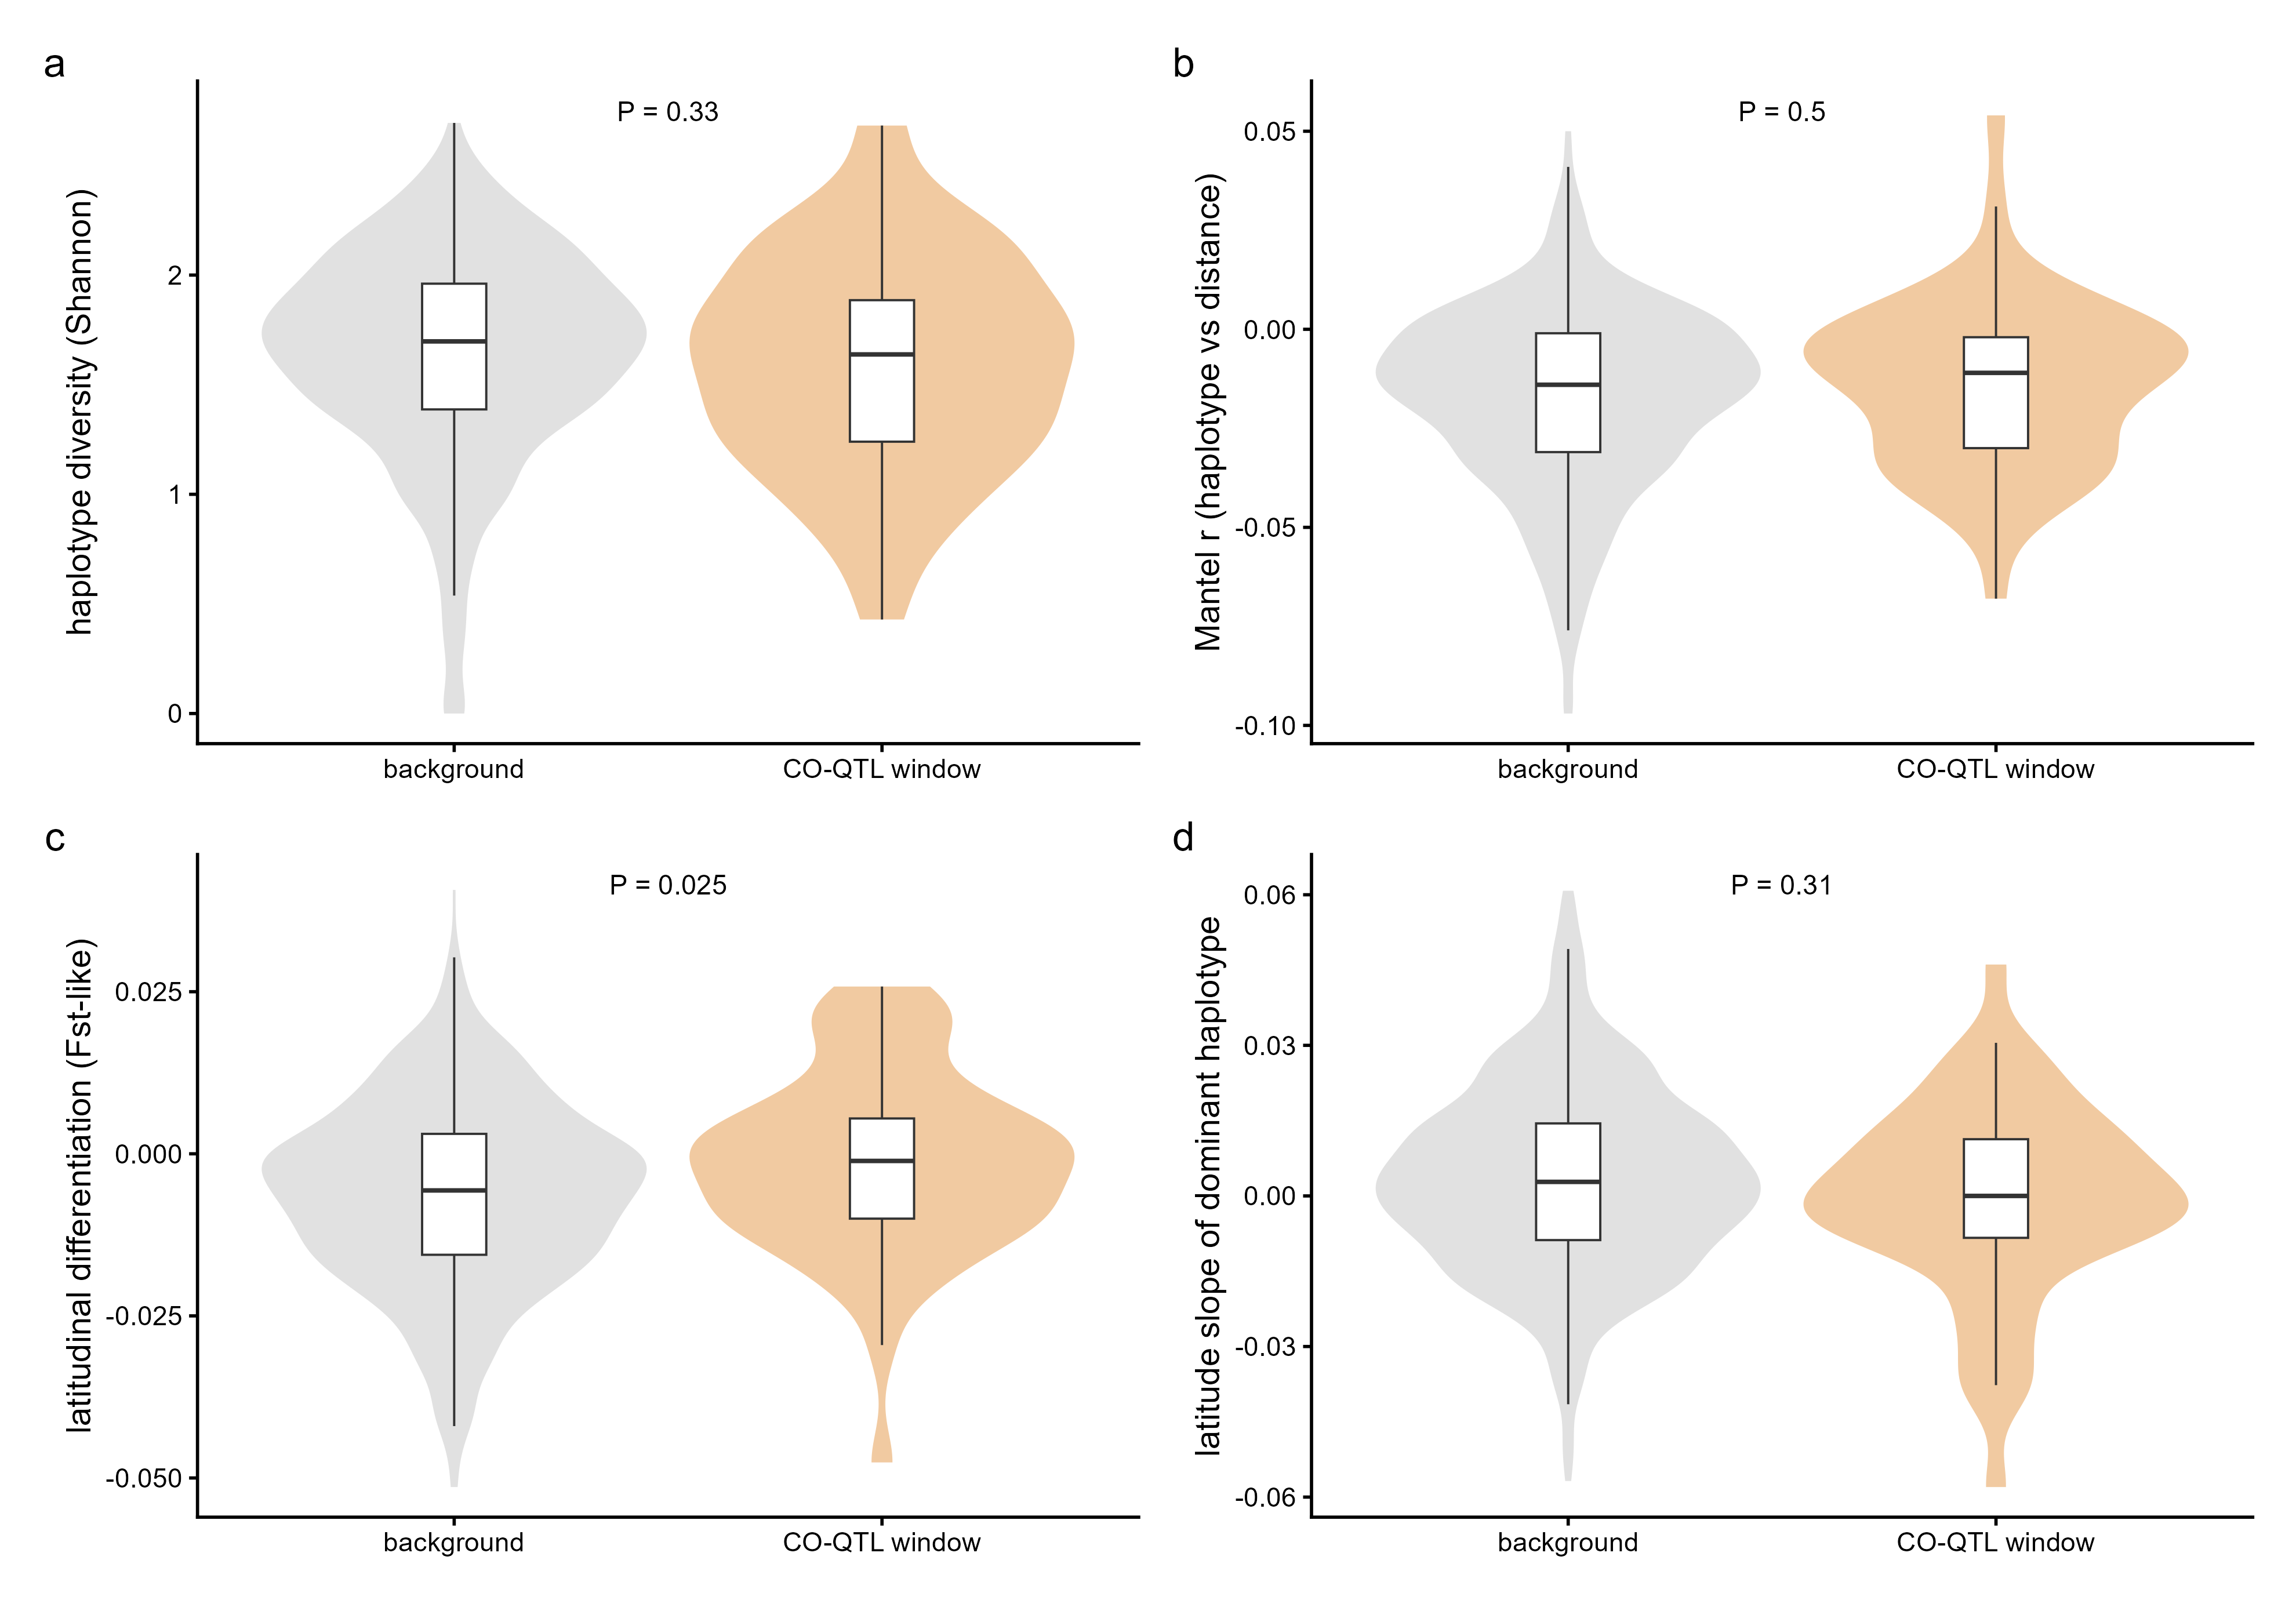 a
P = 0.33
haplotype diversity (Shannon)
2
1
0
background
CO-QTL window
b
P = 0.5
Mantel r (haplotype vs distance)
0.05
0.00
-0.05
-0.10
background
CO-QTL window
c
P = 0.025
latitudinal differentiation (Fst-like)
0.025
0.000
-0.025
-0.050
background
CO-QTL window
d
P = 0.31
latitude slope of dominant haplotype
0.06
0.03
0.00
-0.03
-0.06
background
CO-QTL window